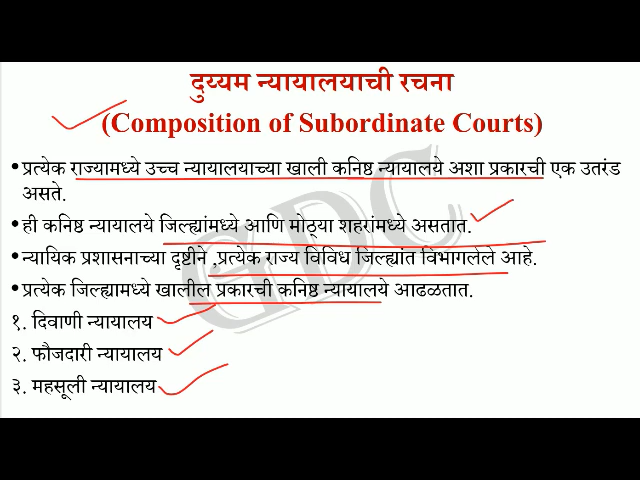 दुय्यम न्यायालयाची रचना
(Composition of Subordinate Courts)
•प्रत्येक राज्यामध्ये उच्च न्यायालयाच्या खाली कनिष्ठ न्यायालये अशा प्रकारची एक उतरंड
असते.
•ही कनिष्ठ न्यायालये जिल्ह्यांमध्ये आणि मोठ्या शहरांमध्ये असतात.
•न्यायिक प्रशासनाच्या दृष्टीने ,प्रत्येक राज्य विविध जिल्ह्यांत विभागलेले आहे.
•प्रत्येक जिल्ह्यामध्ये खालील प्रकारची कनिष्ठ न्यायालये आढळतात.
१. दिवाणी न्यायालय
२. फौजदारी न्यायालय
३. महसूली न्यायालय
GDC